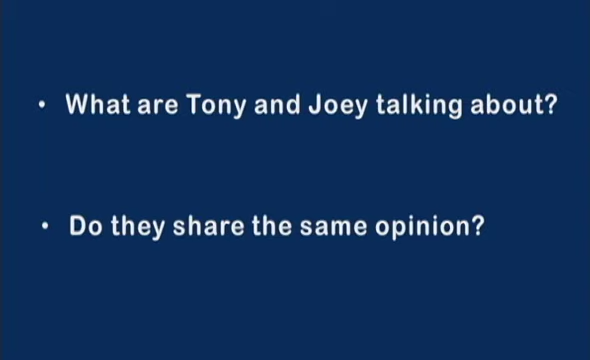 • What are Tony and Joey talking about?
• Do they share the same opinion?